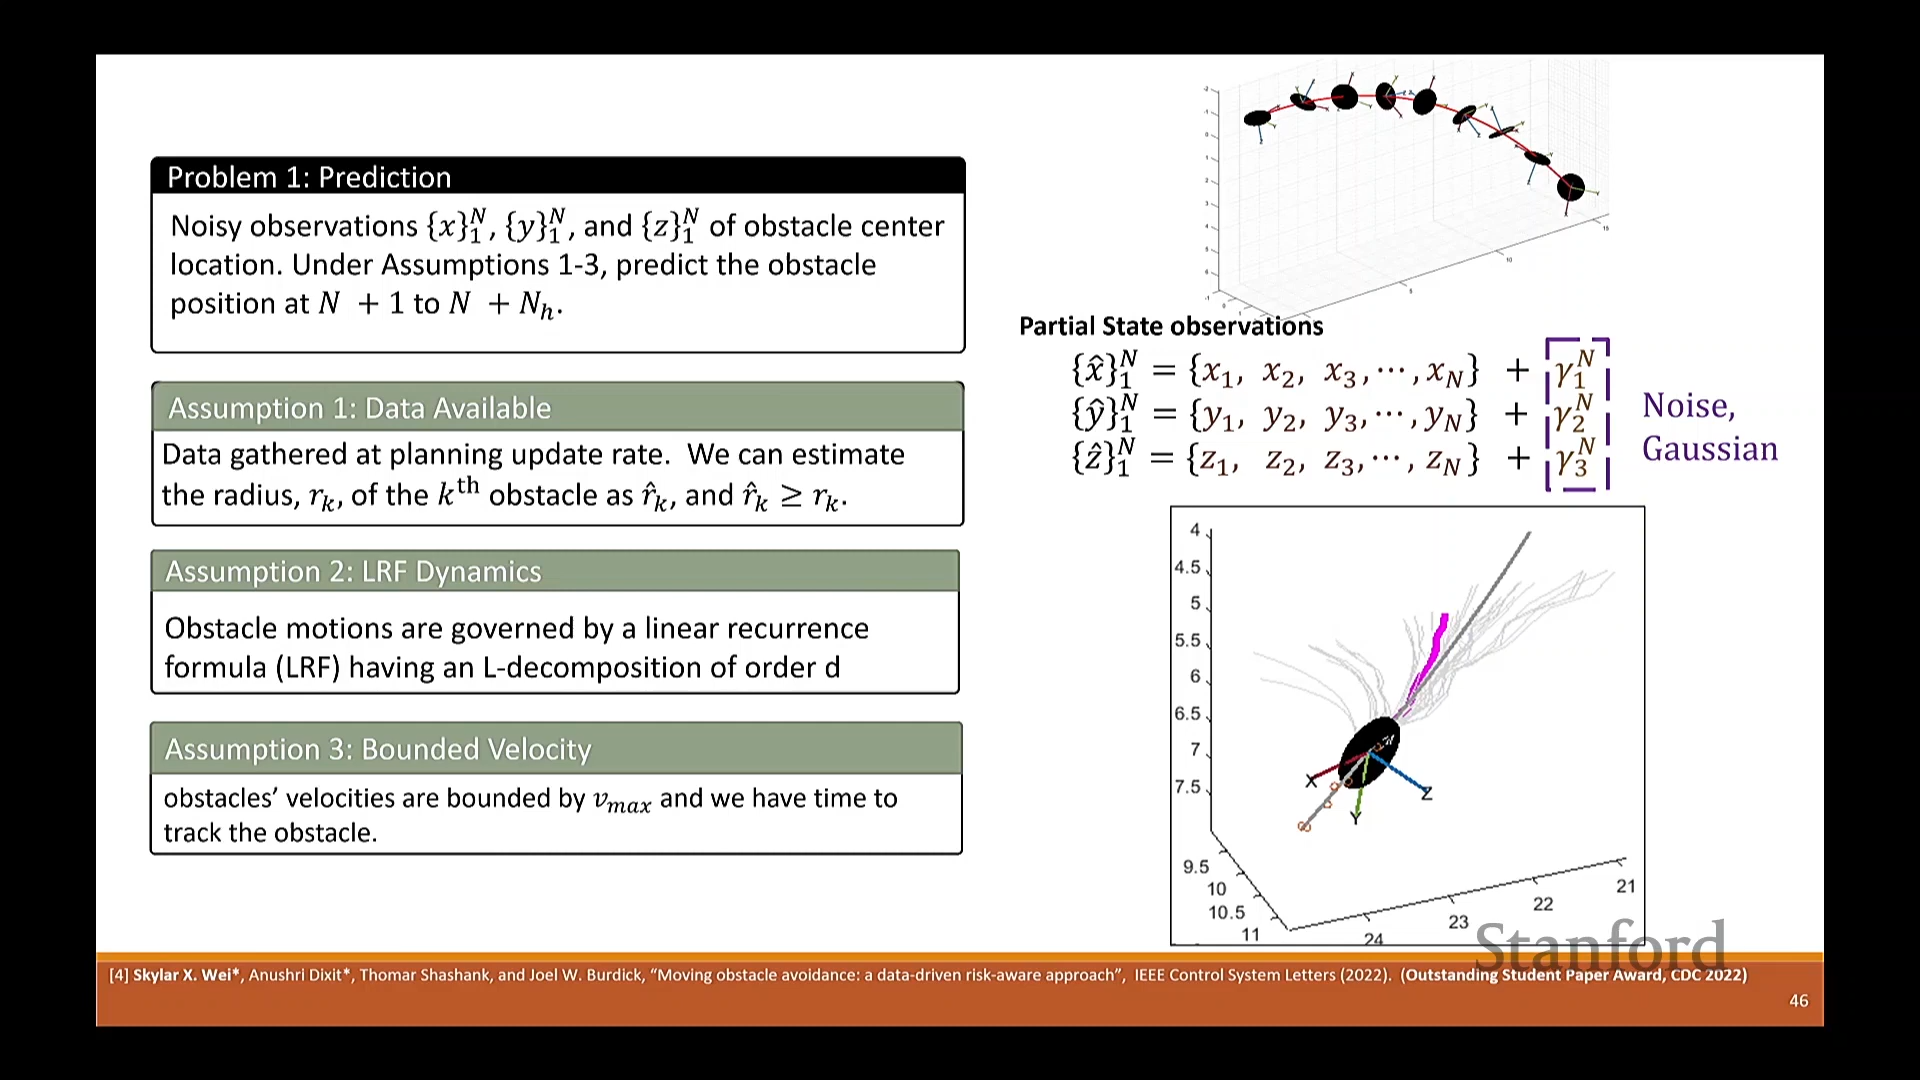 Problem 1: Prediction
Noisy observations {x}₁ᴺ, {y}₁ᴺ, and {z}₁ᴺ of obstacle center
location. Under Assumptions 1-3, predict the obstacle
position at N + 1 to N + Nₕ.
Assumption 1: Data Available
Data gathered at planning update rate. We can estimate
the radius, rₖ, of the kᵗʰ obstacle as r̂ₖ, and r̂ₖ ≥ rₖ.
Assumption 2: LRF Dynamics
Obstacle motions are governed by a linear recurrence
formula (LRF) having an L-decomposition of order d
Assumption 3: Bounded Velocity
obstacles’ velocities are bounded by vₘₐₓ and we have time to
track the obstacle.
Partial State observations
{x̂}₁ᴺ = {x₁, x₂, x₃,⋯, x_N} + γ₁ᴺ
{ŷ}₁ᴺ = {y₁, y₂, y₃,⋯, y_N} + γ₂ᴺ
{ẑ}₁ᴺ = {z₁, z₂, z₃,⋯, z_N} + γ₃ᴺ
Noise,
Gaussian
4
4.5
5
5.5
6
6.5
7
7.5
9.5
10
10.5
11
24
23
22
21
X
Y
Z
Stanford
[4] Skylar X. Wei*, Anushri Dixit*, Thomar Shashank, and Joel W. Burdick, “Moving obstacle avoidance: a data-driven risk-aware approach”, IEEE Control System Letters (2022). (Outstanding Student Paper Award, CDC 2022)
46